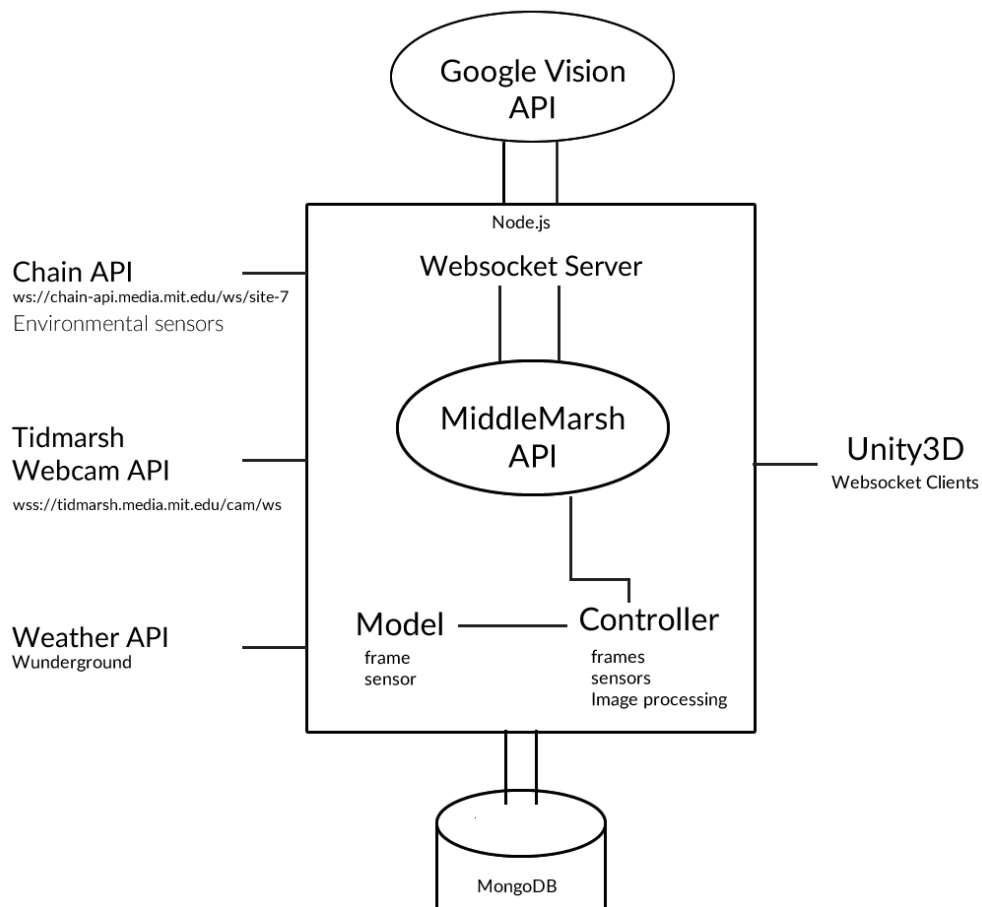 Google Vision
API
Node.js
Websocket Server
Chain API
ws://chain-api.media.mit.edu/ws/site-7
Environmental sensors
MiddleMarsh
API
Tidmarsh
Webcam API
wss://tidmarsh.media.mit.edu/cam/ws
Unity3D
Websocket Clients
Weather API
Wunderground
Model
frame
sensor
Controller
frames
sensors
Image processing
MongoDB